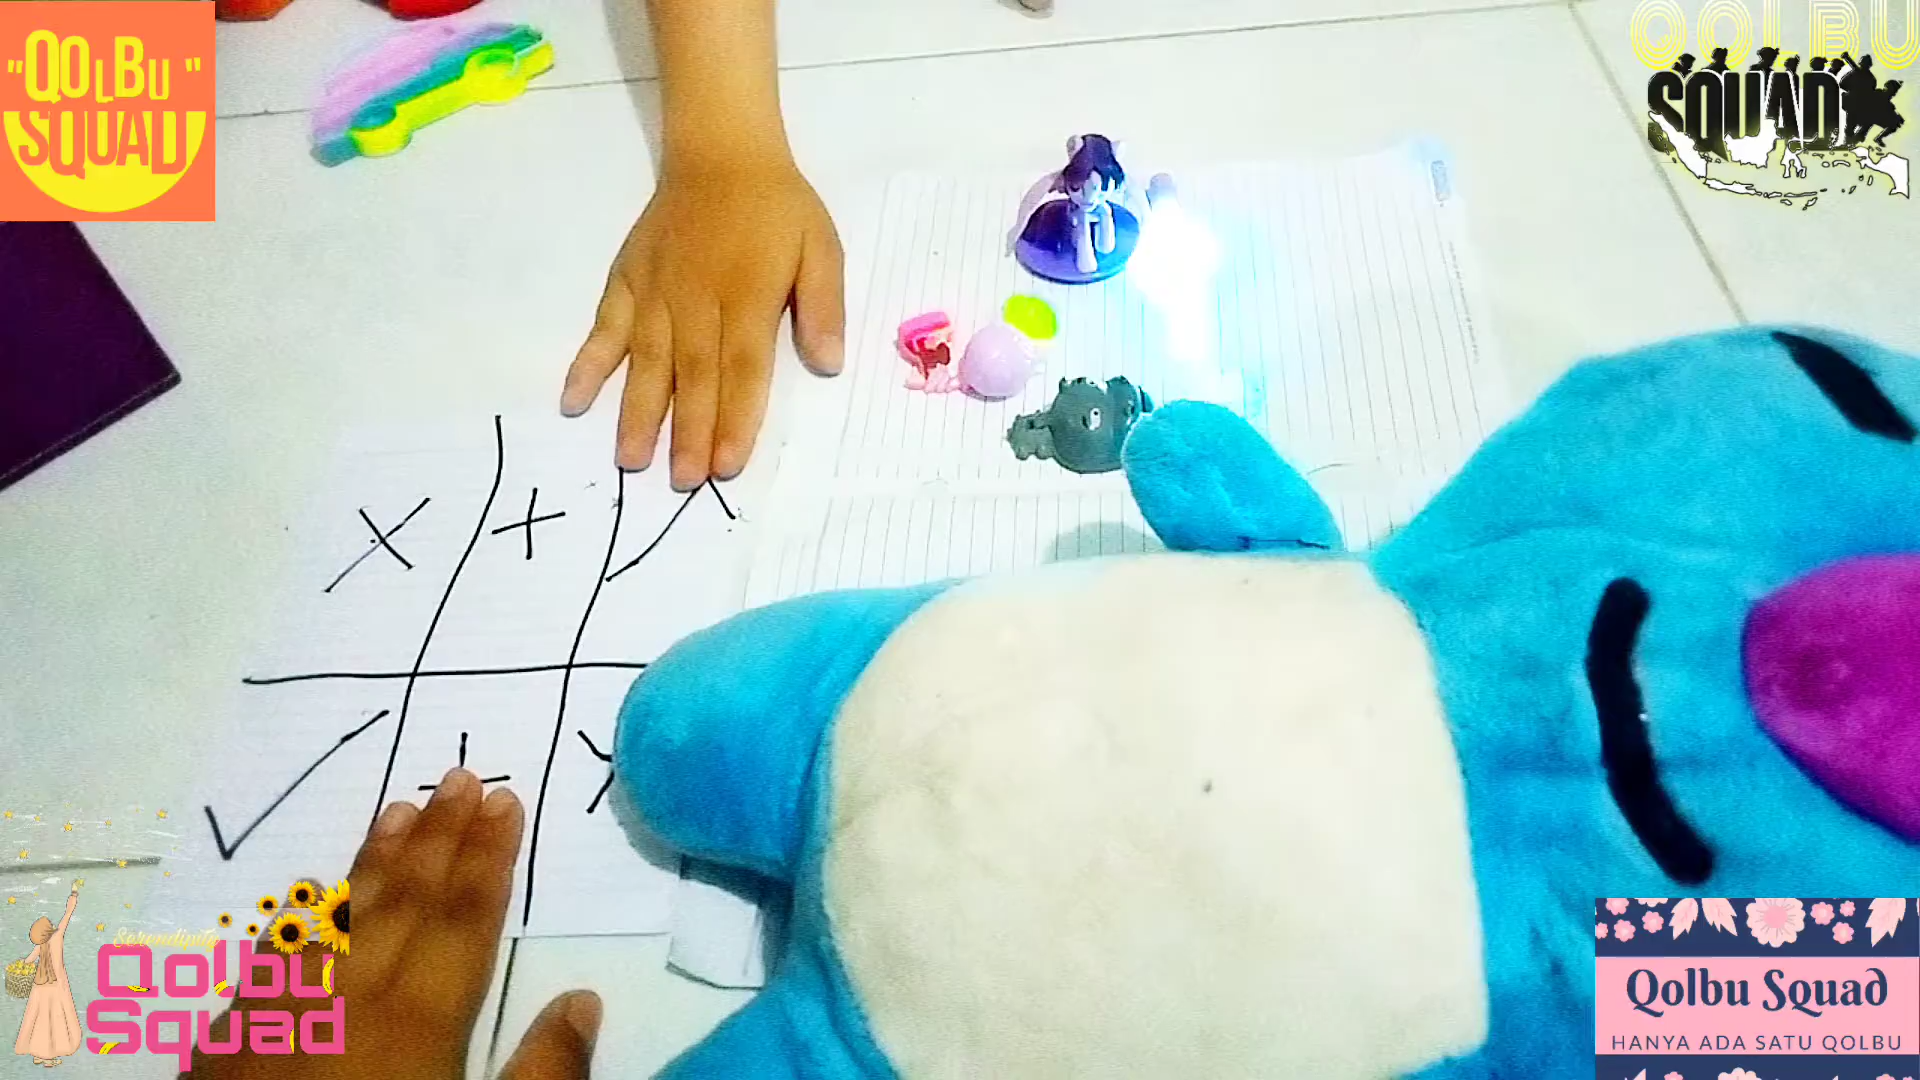 "QOLBU"
SQUAD
QOLBU
SQUAD
x + ✓
✓ +
Serendipity
Qolbu
Squad
Qolbu Squad
HANYA ADA SATU QOLBU